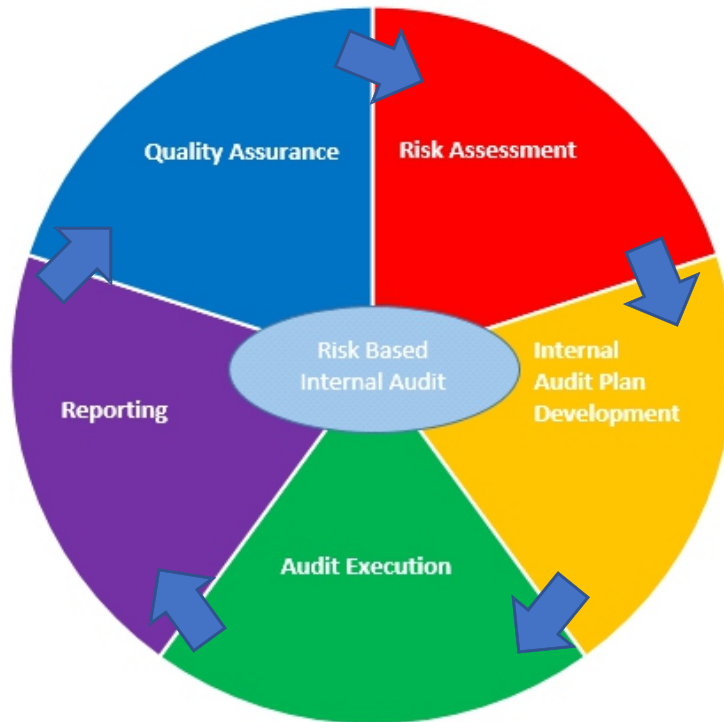 Quality Assurance
Risk Assessment
Risk Based
Internal Audit
Internal
Audit Plan
Development
Reporting
Audit Execution